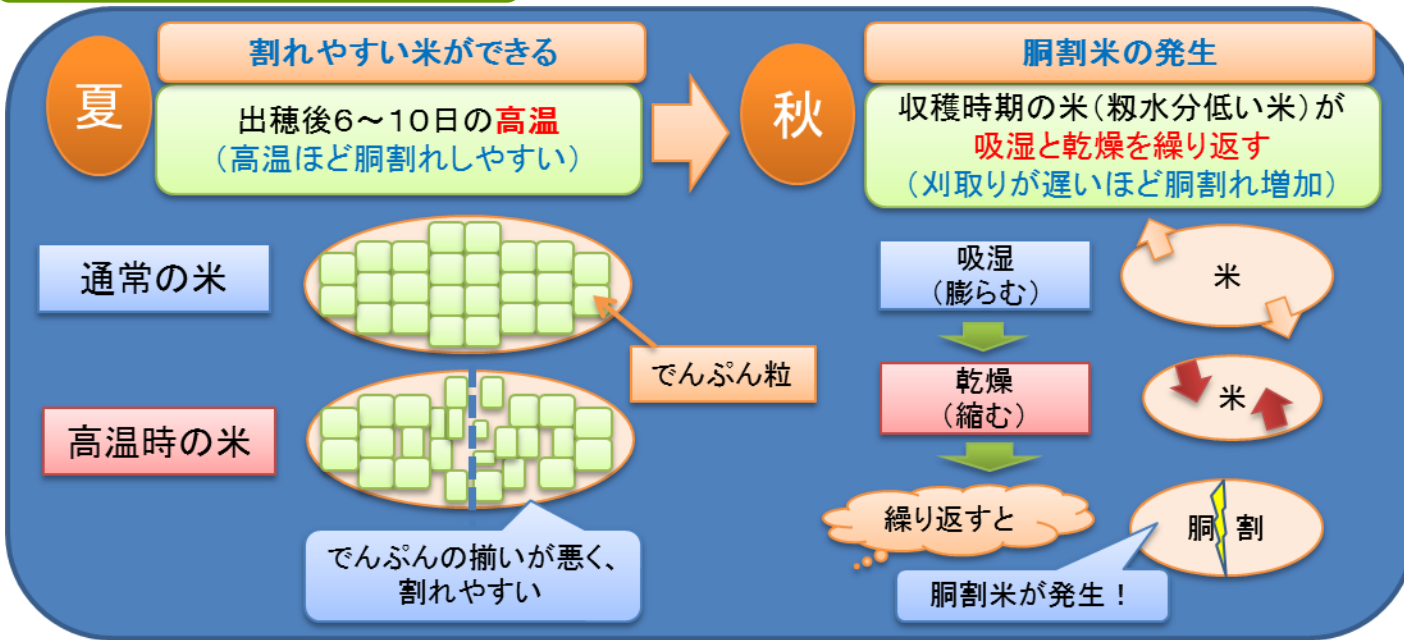 夏
割れやすい米ができる
出穂後6～10日の高温
（高温ほど胴割れしやすい）
秋
胴割米の発生
収穫時期の米（籾水分低い米）が
吸湿と乾燥を繰り返す
（刈取りが遅いほど胴割れ増加）
通常の米
でんぷん粒
高温時の米
でんぷんの揃いが悪く、
割れやすい
吸湿
（膨らむ）
米
乾燥
（縮む）
米
繰り返すと
胴 割
胴割米が発生！